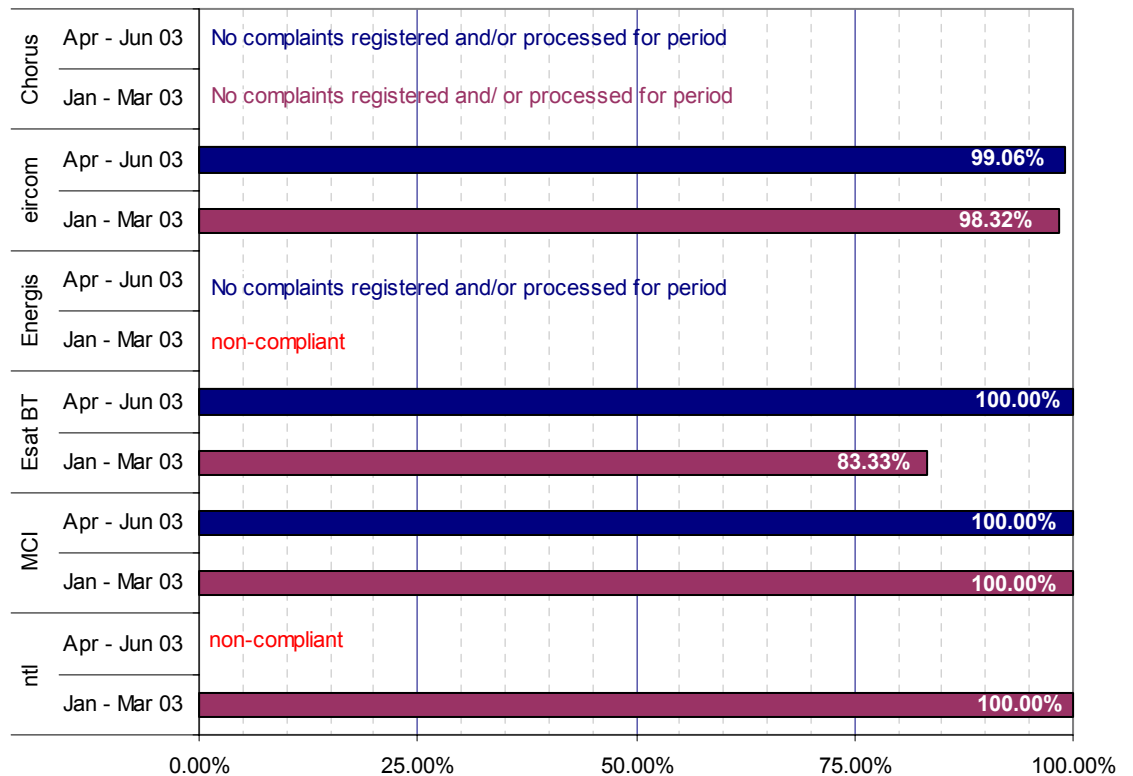 Chorus
Apr - Jun 03 No complaints registered and/or processed for period
Jan - Mar 03 No complaints registered and/ or processed for period
eircom
Apr - Jun 03 99.06%
Jan - Mar 03 98.32%
Energis
Apr - Jun 03 No complaints registered and/or processed for period
Jan - Mar 03 non-compliant
Esat BT
Apr - Jun 03 100.00%
Jan - Mar 03 83.33%
MCI
Apr - Jun 03 100.00%
Jan - Mar 03 100.00%
ntl
Apr - Jun 03 non-compliant
Jan - Mar 03 100.00%
0.00% 25.00% 50.00% 75.00% 100.00%